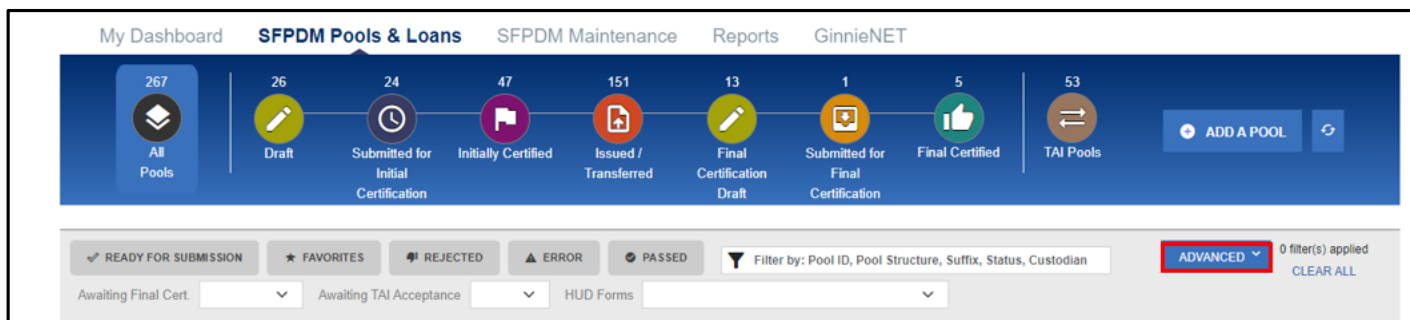 My Dashboard SFPDM Pools & Loans SFPDM Maintenance Reports GinnieNET
267 26 24 47 151 13 1 5 53
All Pools
Draft
Submitted for Initial Certification
Initially Certified
Issued / Transferred
Final Certification Draft
Submitted for Final Certification
Final Certified
TAI Pools
ADD A POOL
READY FOR SUBMISSION FAVORITES REJECTED ERROR PASSED Filter by: Pool ID, Pool Structure, Suffix, Status, Custodian ADVANCED 0 filter(s) applied
CLEAR ALL
Awaiting Final Cert. Awaiting TAI Acceptance HUD Forms